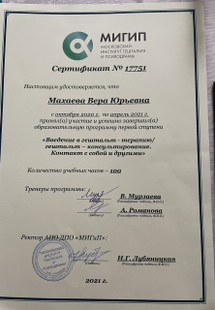 МИГИП
МОСКОВСКИЙ
ИНСТИТУТ ГЕШТАЛЬТА
И ПСИХОДРАМЫ
Сертификат № 17751
Настоящим удостоверяется, что
Махаева Вера Юрьевна
с октября 2020 г. по апрель 2021 г.
принял(а) участие и успешно завершил(а)
образовательную программу первой ступени
«Введение в гештальт - терапию/
гештальт – консультирование.
Контакт с собой и другими»
Количество учебных часов – 100
Тренеры программы:
В. Мурзаева
А. Романова
Ректор АНО ДПО «МИГиП»:
Н.Г. Лубяницкая
2021 г.